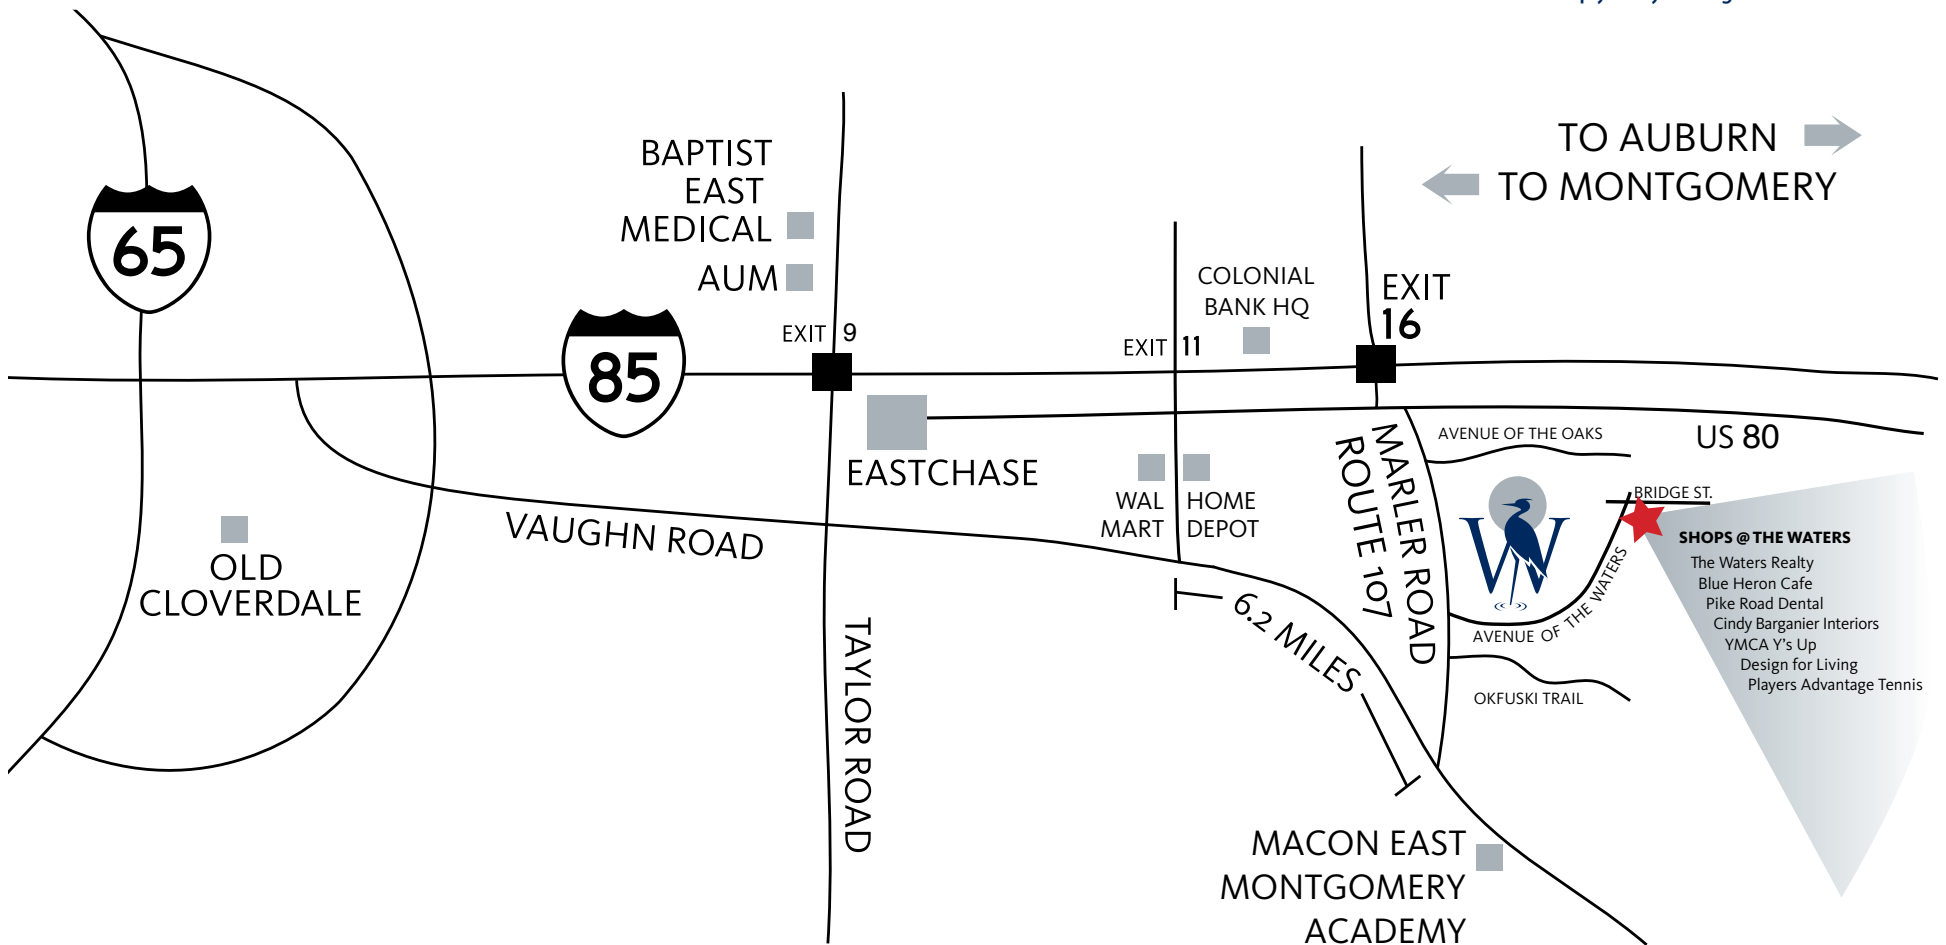 TO AUBURN
TO MONTGOMERY
BAPTIST
EAST
MEDICAL
AUM
65
85
EXIT 9
EXIT 11
COLONIAL
BANK HQ
EXIT
16
EASTCHASE
WAL
MART
HOME
DEPOT
MARLER ROAD
ROUTE 107
AVENUE OF THE OAKS
US 80
BRIDGE ST.
W
SHOPS @ THE WATERS
The Waters Realty
Blue Heron Cafe
Pike Road Dental
Cindy Barganier Interiors
YMCA Y's Up
Design for Living
Players Advantage Tennis
AVENUE OF THE WATERS
OKFUSKI TRAIL
OLD
CLOVERDALE
VAUGHN ROAD
TAYLOR ROAD
6.2 MILES
MACON EAST
MONTGOMERY
ACADEMY